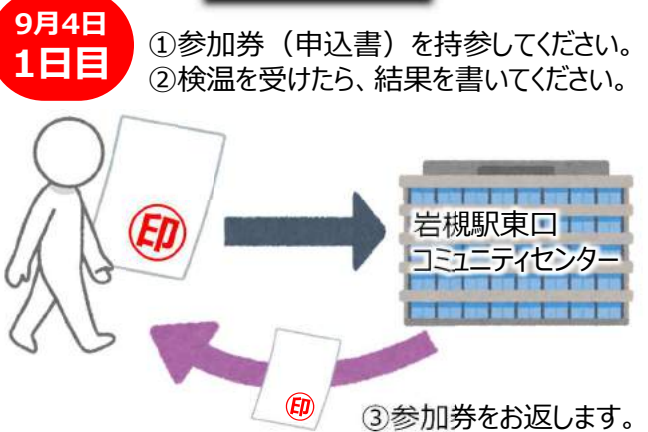 9月4日
1日目
①参加券（申込書）を持参してください。
②検温を受けたら、結果を書いてください。
印
岩槻駅東口
コミュニティセンター
印
③参加券をお返します。